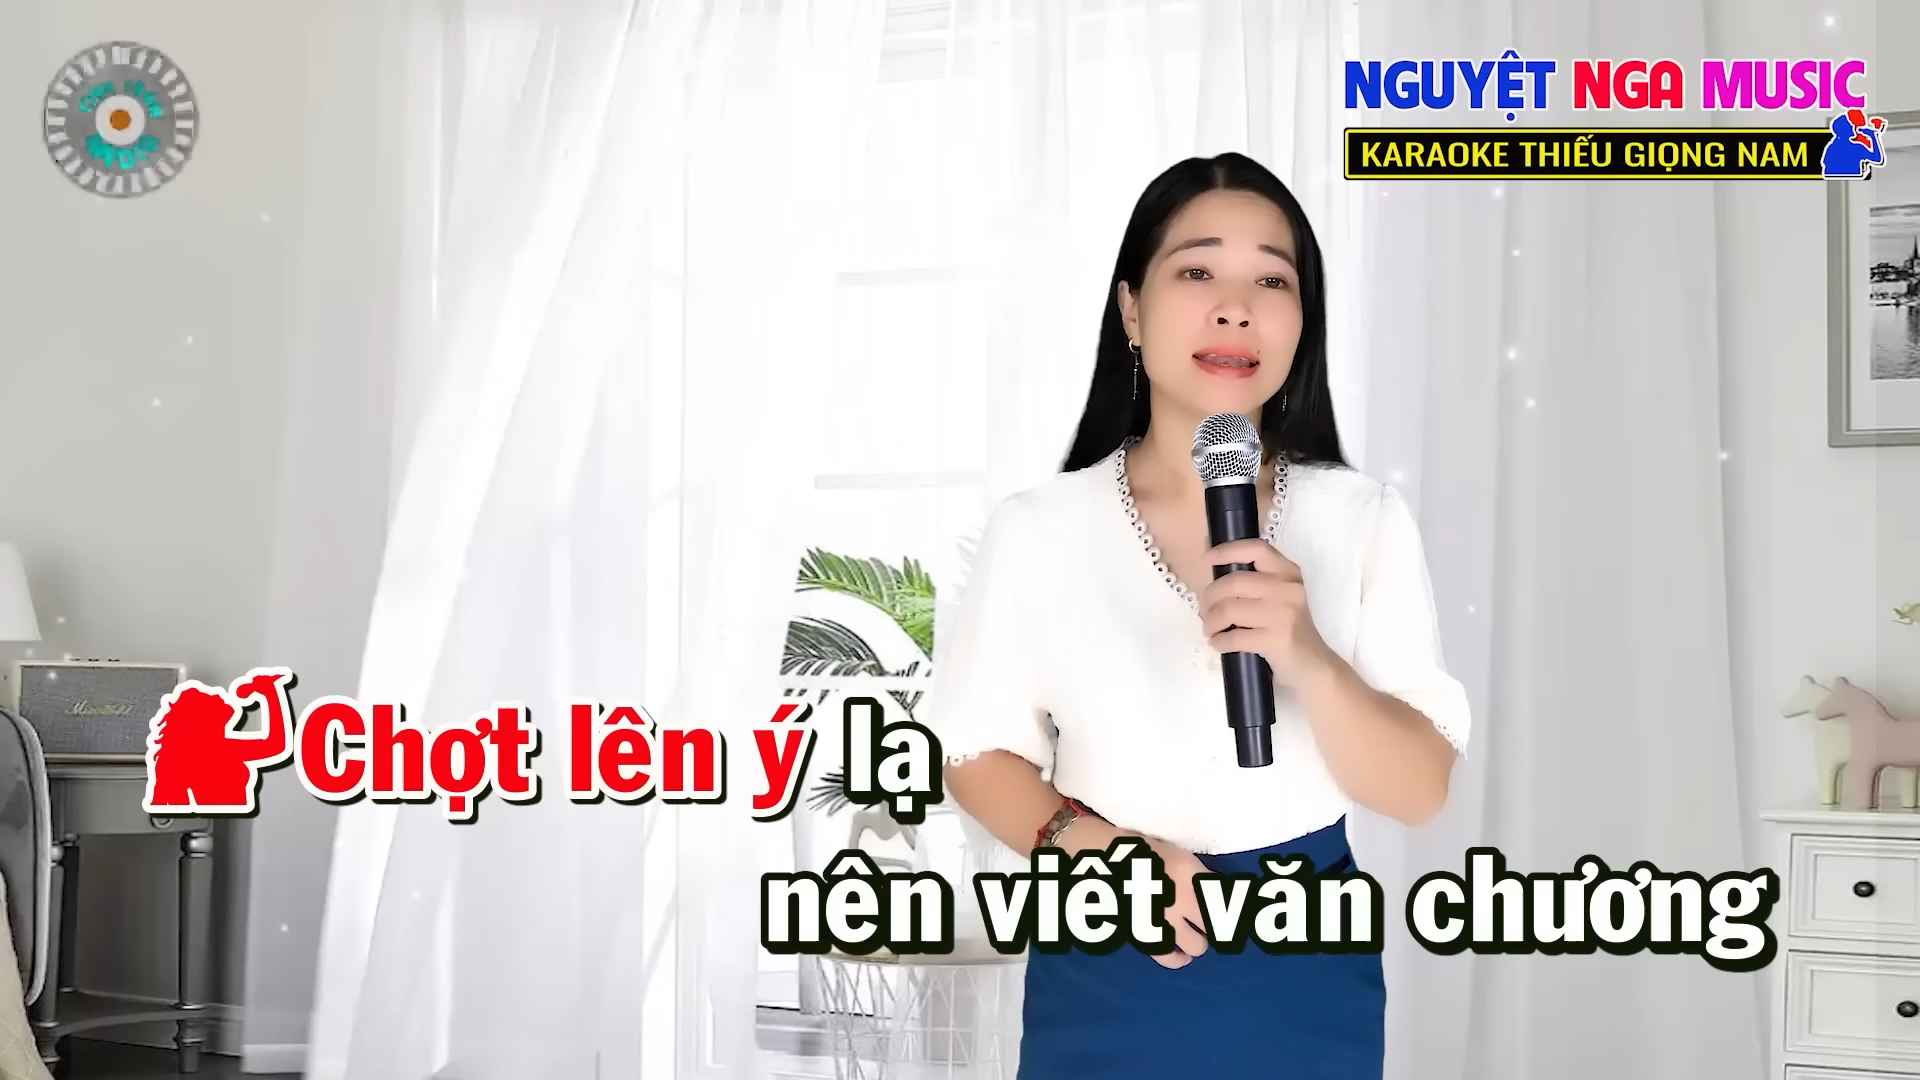 NGUYỆT NGA MUSIC
KARAOKE THIẾU GIỌNG NAM
Chợt lên ý lạ
nên viết văn chương